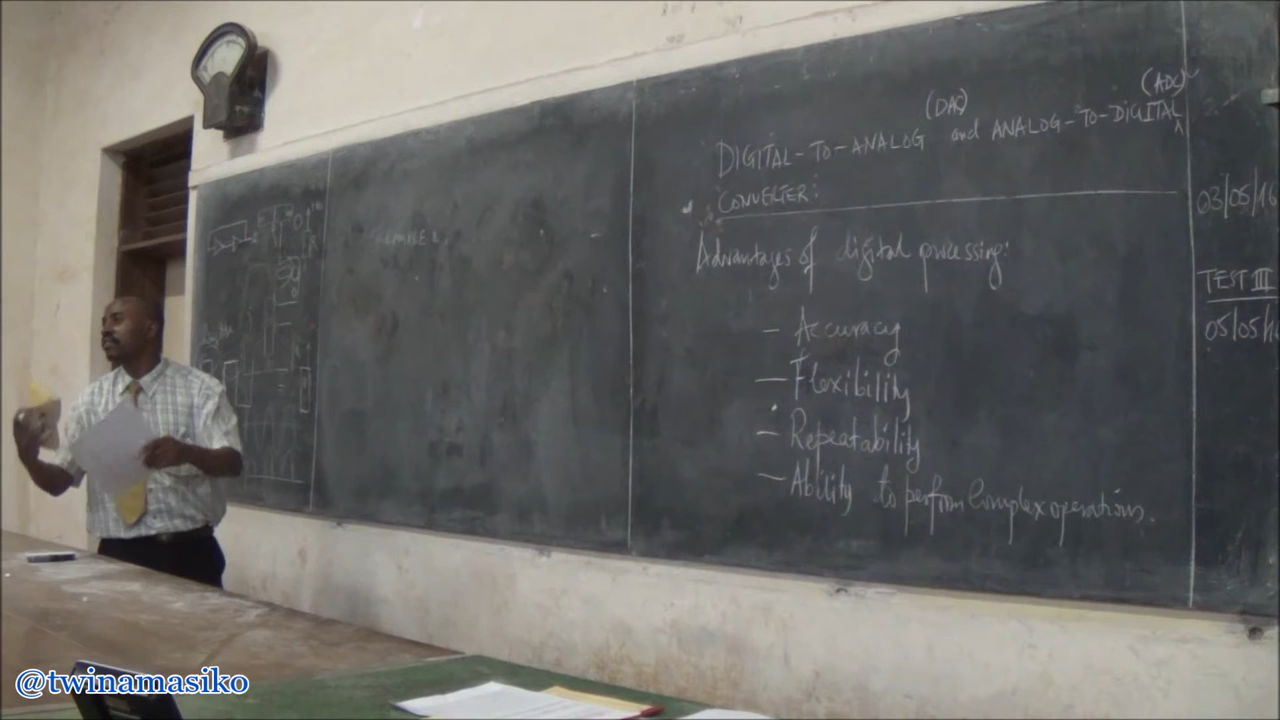 (DAC) (ADC)
DIGITAL-TO-ANALOG and ANALOG-TO-DIGITAL
CONVERTER:
Advantages of digital processing:
- Accuracy
- Flexibility
- Repeatability
- Ability to perform Complex operations.
03/05/16
TEST III
05/05/1
@twinamasiko